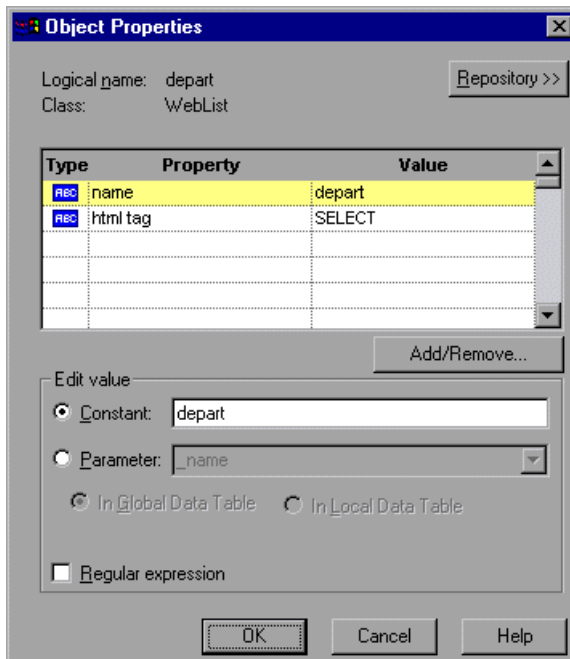 Object Properties
Logical name: depart
Repository >>
Class: WebList
Type Property Value
ABC name depart
ABC html tag SELECT
Add/Remove...
Edit value
Constant: depart
Parameter: _name
In Global Data Table In Local Data Table
Regular expression
OK Cancel Help